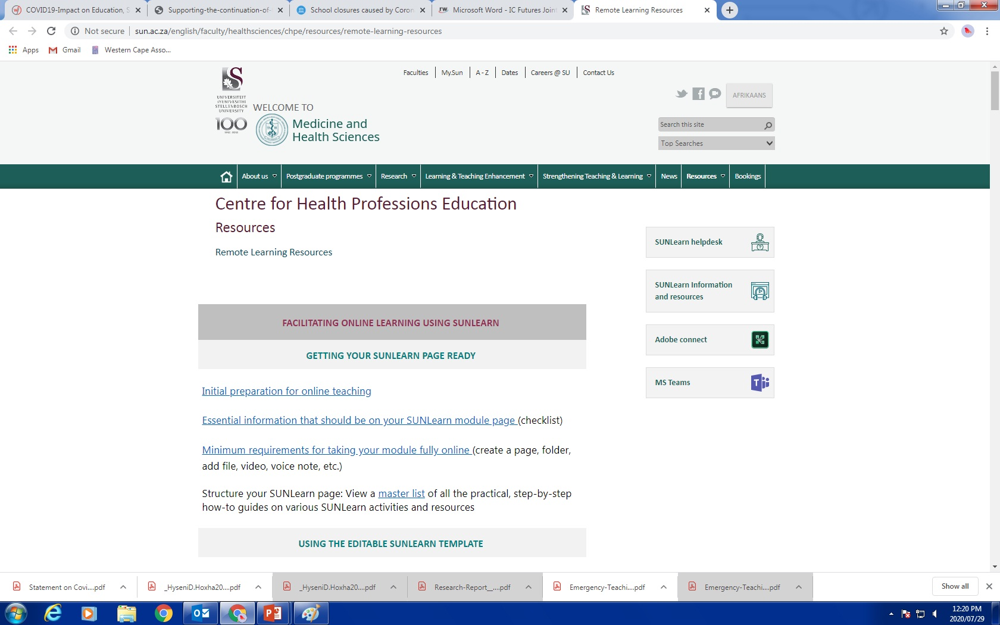 COVID19-Impact on Education, S
Supporting-the-continuation-of-
School closures caused by Coron
rw. Microsoft Word - IC Futures Joint
Remote Learning Resources
Not secure
sun.ac.za/english/faculty/healthsciences/chpe/resources/remote-learning-resources
Apps
Gmail
Western Cape Asso...
Faculties
My.Sun
A - Z
Dates
Careers @ SU
Contact Us
UNIVERSITEIT
iYUNIVESITHI
STELLENBOSCH
UNIVERSITY
100
WELCOME TO
Medicine and
Health Sciences
AFRIKAANS
Search this site
Top Searches
About us
Postgraduate programmes
Research
Learning & Teaching Enhancement
Strengthening Teaching & Learning
News
Resources
Bookings
Centre for Health Professions Education
Resources
Remote Learning Resources
FACILITATING ONLINE LEARNING USING SUNLEARN
GETTING YOUR SUNLEARN PAGE READY
Initial preparation for online teaching
Essential information that should be on your SUNLearn module page (checklist)
Minimum requirements for taking your module fully online (create a page, folder,
add file, video, voice note, etc.)
Structure your SUNLearn page: View a master list of all the practical, step-by-step
how-to guides on various SUNLearn activities and resources
USING THE EDITABLE SUNLEARN TEMPLATE
SUNLearn helpdesk
SUNLearn Information
and resources
Adobe connect
MS Teams
Statement on Covi....pdf
_HyseniD.Hoxha20....pdf
_HyseniD.Hoxha20....pdf
Research-Report__....pdf
Emergency-Teachi....pdf
Emergency-Teachi....pdf
Show all
12:20 PM
2020/07/29